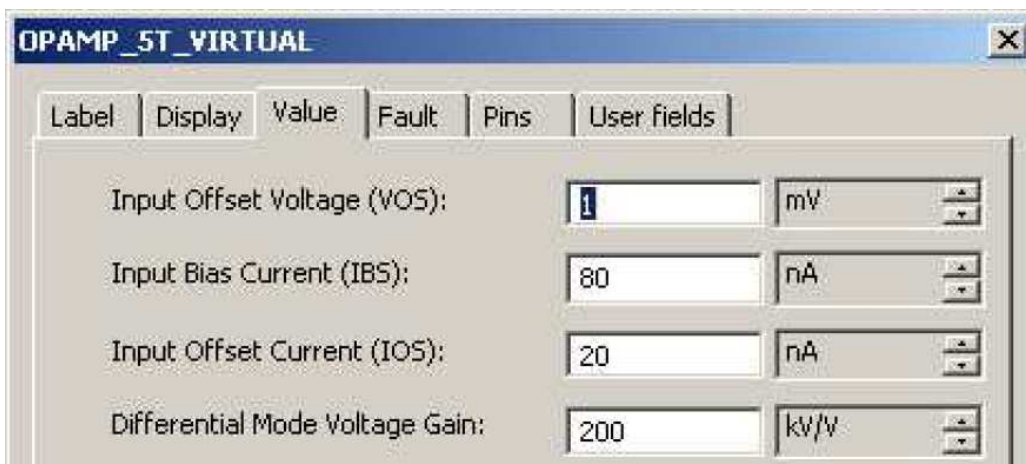 OPAMP_5T_VIRTUAL
Label Display Value Fault Pins User fields
Input Offset Voltage (VOS): 1 mV
Input Bias Current (IBS): 80 nA
Input Offset Current (IOS): 20 nA
Differential Mode Voltage Gain: 200 kV/V